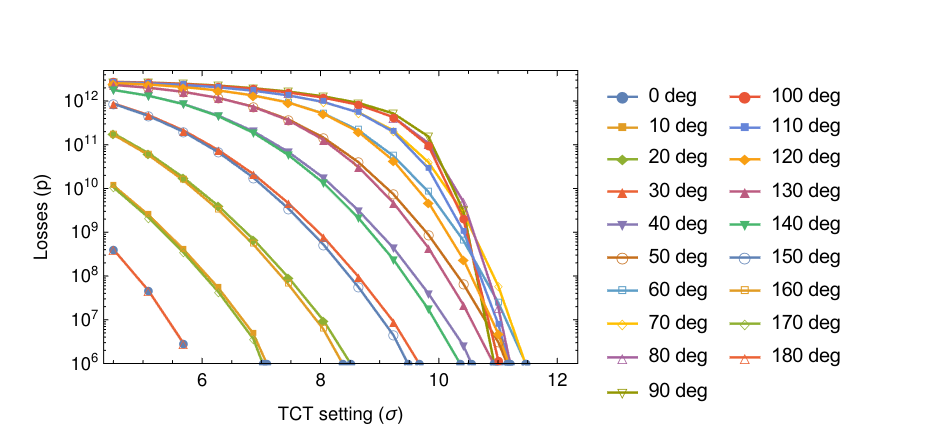 Losses (p)
10^12
10^11
10^10
10^9
10^8
10^7
10^6
6 8 10 12
TCT setting (σ)
0 deg
10 deg
20 deg
30 deg
40 deg
50 deg
60 deg
70 deg
80 deg
90 deg
100 deg
110 deg
120 deg
130 deg
140 deg
150 deg
160 deg
170 deg
180 deg